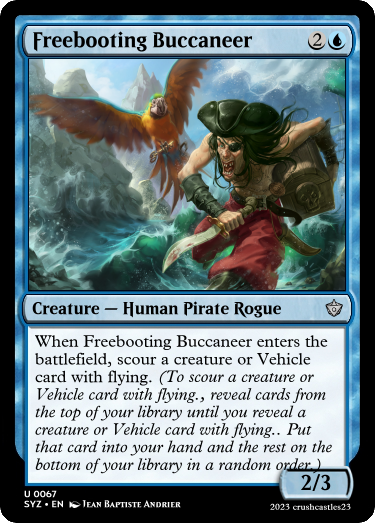 Freebooting Buccaneer 2
Creature — Human Pirate Rogue
When Freebooting Buccaneer enters the
battlefield, scour a creature or Vehicle
card with flying. (To scour a creature or
Vehicle card with flying., reveal cards from
the top of your library until you reveal a
creature or Vehicle card with flying.. Put
that card into your hand and the rest on the
bottom of your library in a random order.)
2/3
U 0067
SYZ • EN Jean Baptiste Andrier
2023 crushcastles23